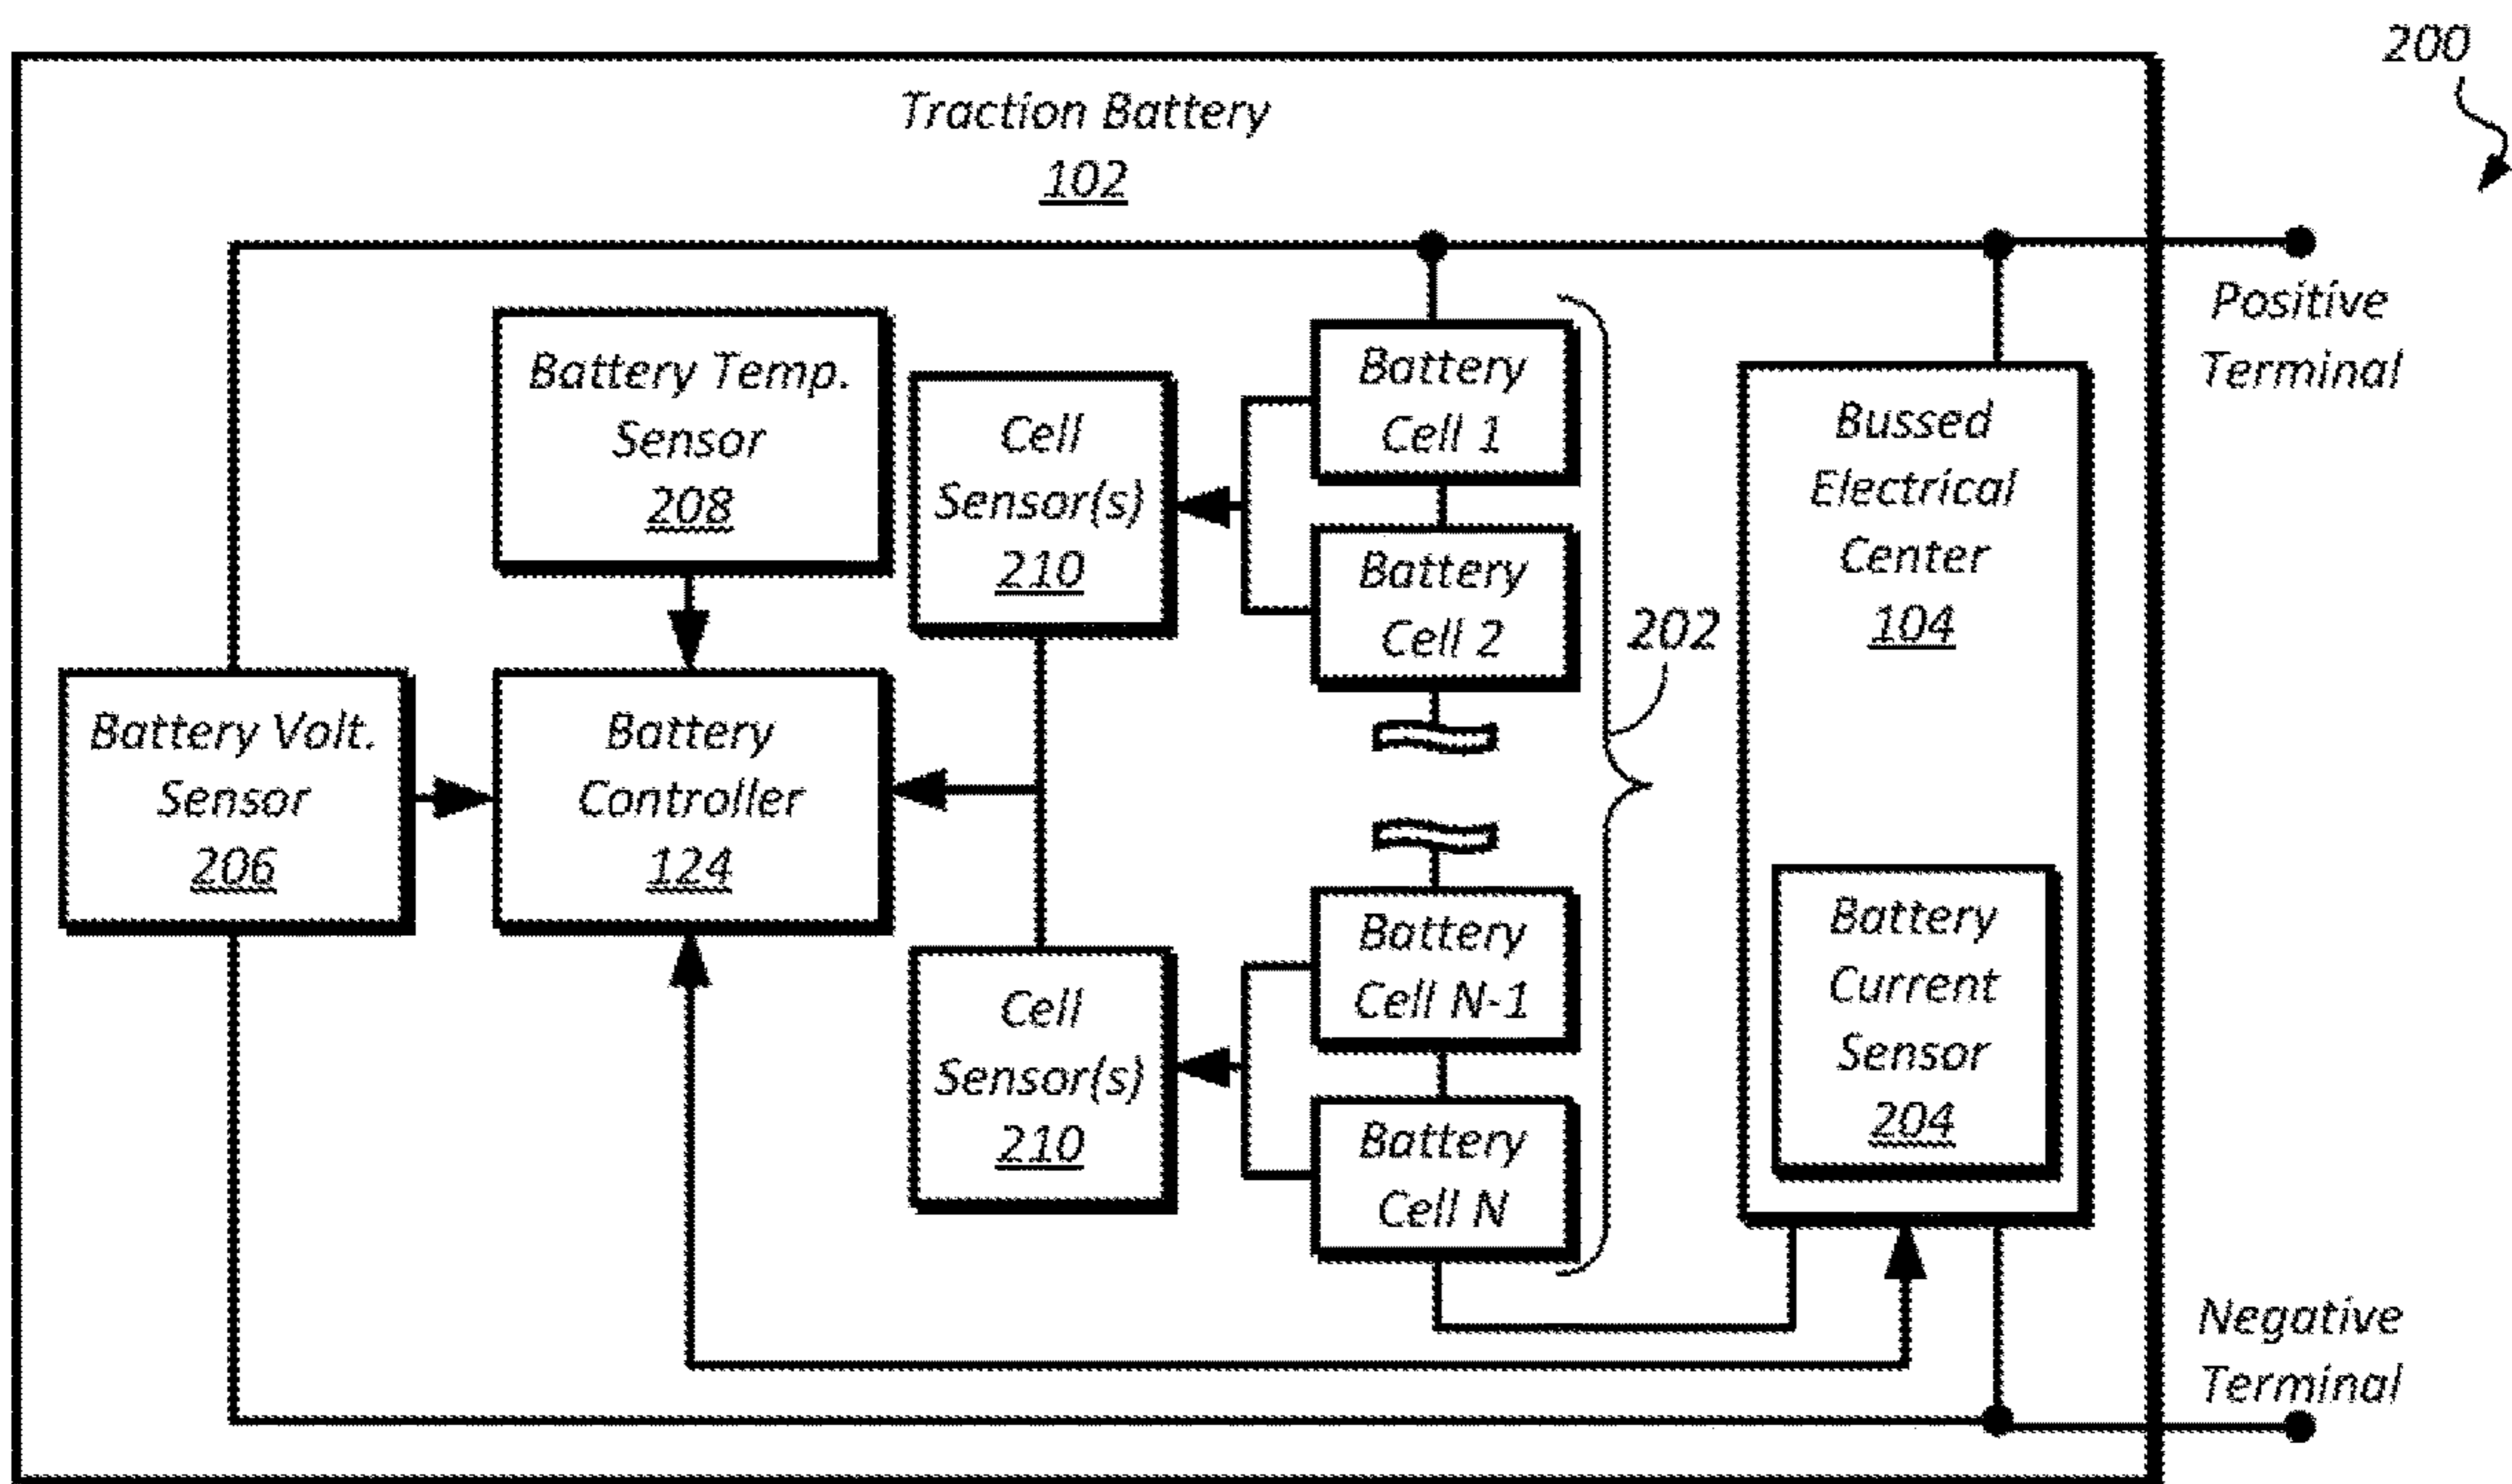 200
Traction Battery
102
Positive
Terminal
Battery Temp.
Sensor
208
Cell
Sensor(s)
210
Battery
Cell 1
Battery
Cell 2
202
Bussed
Electrical
Center
104
Battery Volt.
Sensor
206
Battery
Controller
124
Cell
Sensor(s)
210
Battery
Cell N-1
Battery
Cell N
Battery
Current
Sensor
204
Negative
Terminal